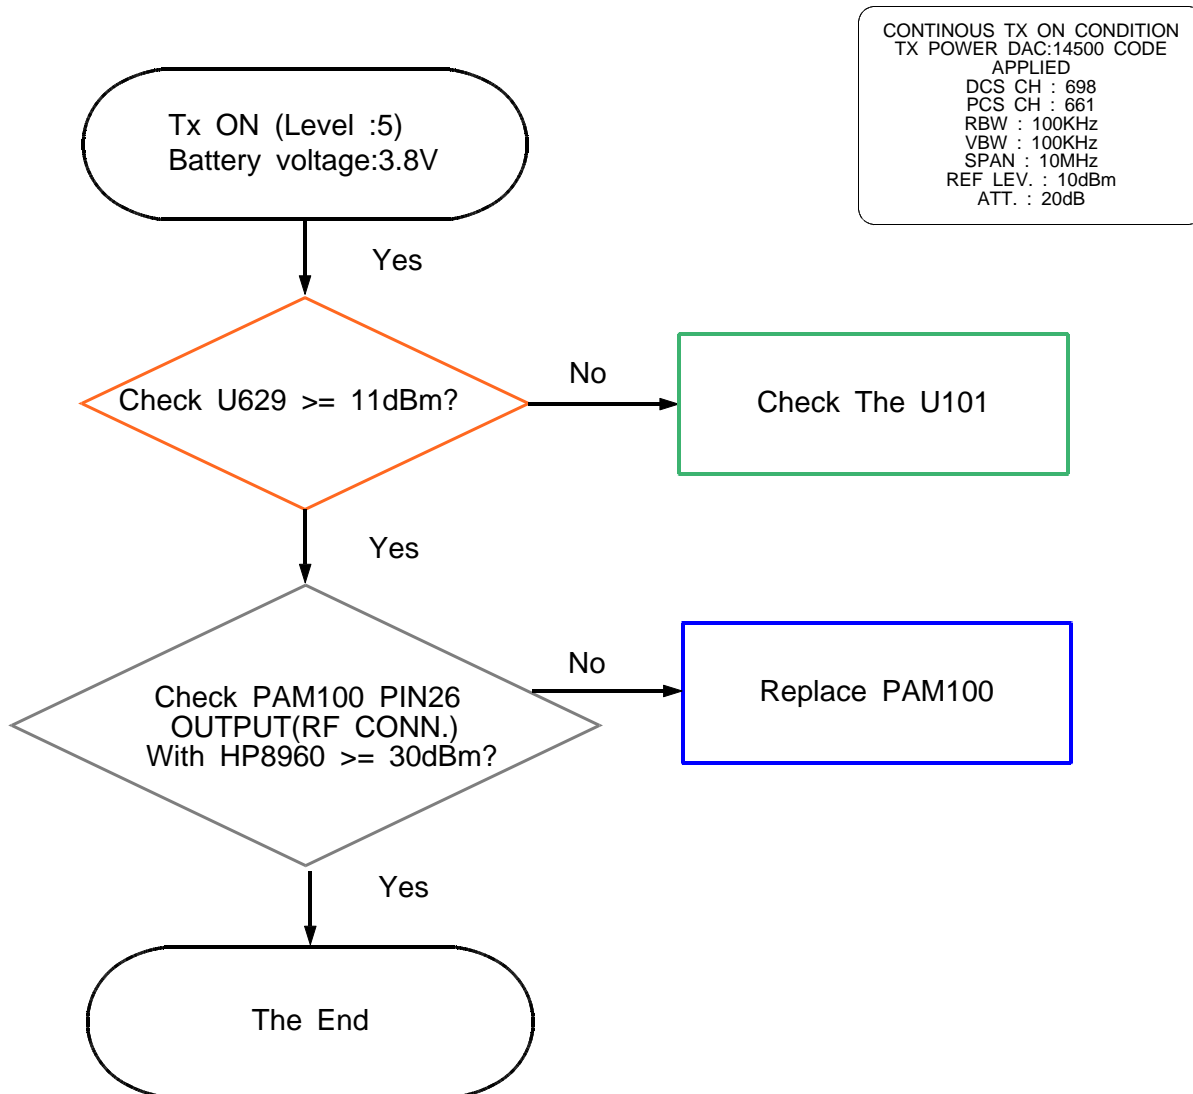 CONTINOUS TX ON CONDITION
TX POWER DAC:14500 CODE
APPLIED
DCS CH : 698
PCS CH : 661
RBW : 100KHz
VBW : 100KHz
SPAN : 10MHz
REF LEV. : 10dBm
ATT. : 20dB
Tx ON (Level :5)
Battery voltage:3.8V
Yes
Check U629 >= 11dBm?
No
Check The U101
Yes
Check PAM100 PIN26
OUTPUT(RF CONN.)
With HP8960 >= 30dBm?
No
Replace PAM100
Yes
The End